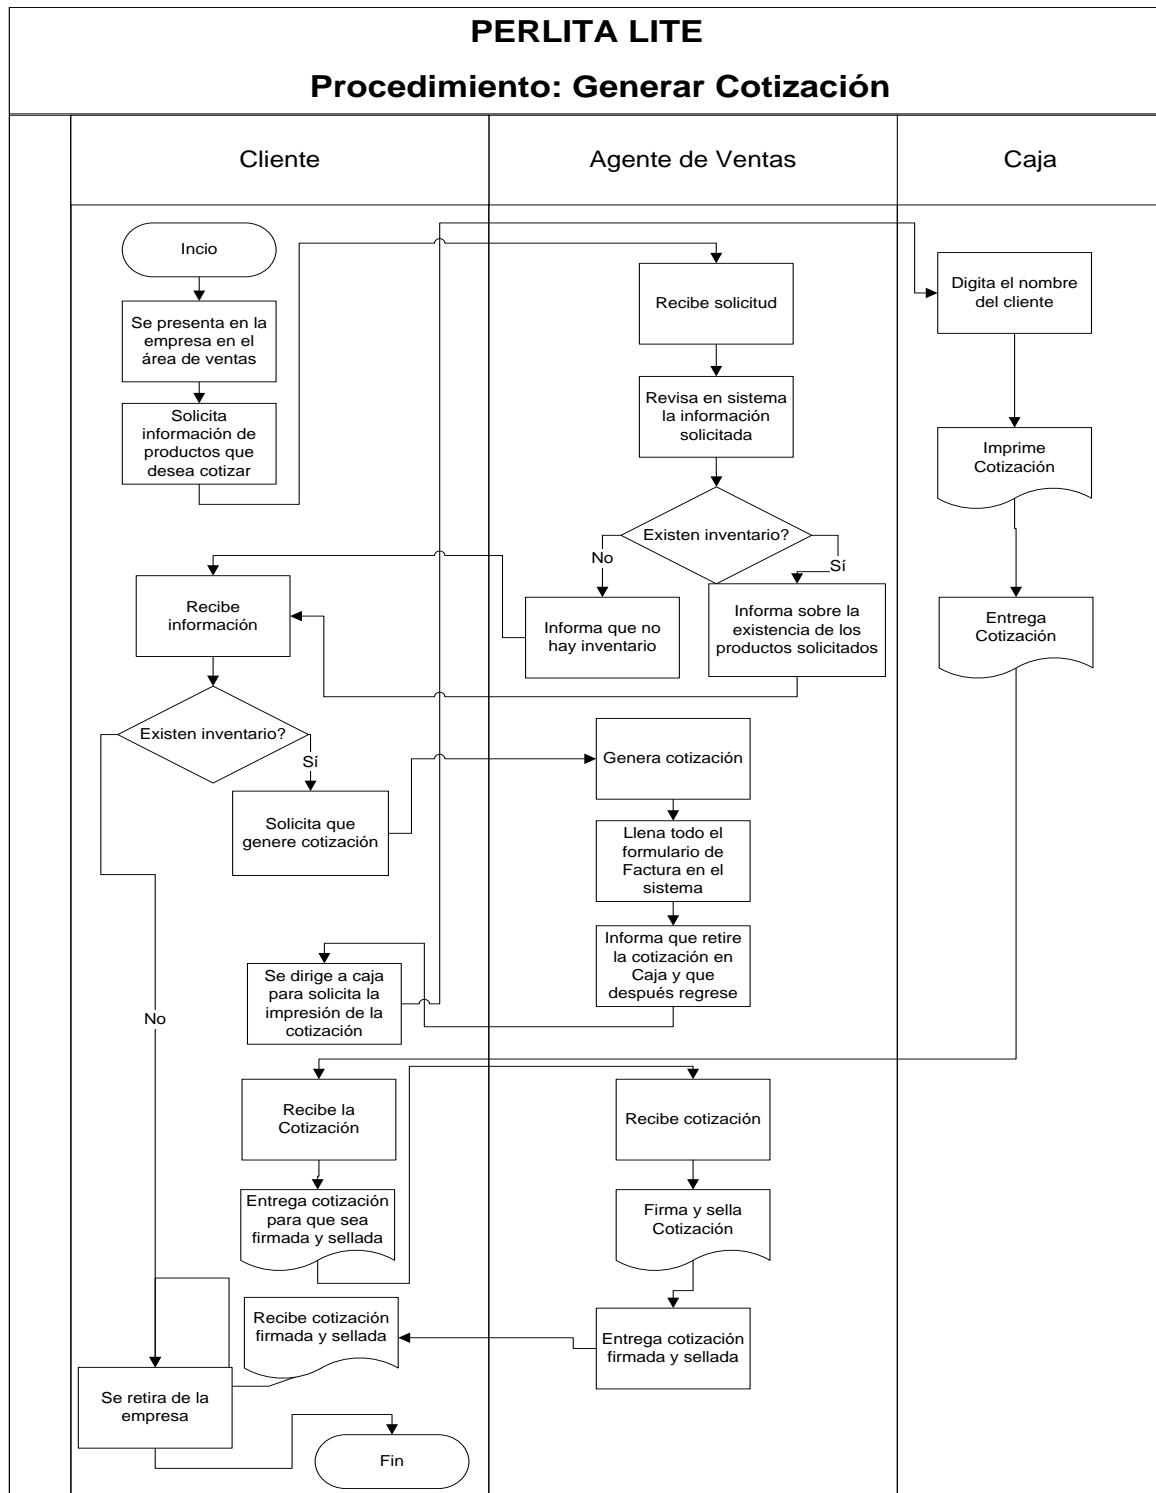 PERLITA LITE
Procedimiento: Generar Cotización
Cliente
Agente de Ventas
Caja
Incio
Se presenta en la
empresa en el
área de ventas
Solicita
información de
productos que
desea cotizar
Recibe solicitud
Revisa en sistema
la información
solicitada
Existen inventario?
No
Sí
Informa que no
hay inventario
Informa sobre la
existencia de los
productos solicitados
Recibe
información
Existen inventario?
Sí
No
Solicita que
genere cotización
Genera cotización
Llena todo el
formulario de
Factura en el
sistema
Informa que retire
la cotización en
Caja y que
después regrese
Se dirige a caja
para solicita la
impresión de la
cotización
Digita el nombre
del cliente
Imprime
Cotización
Entrega
Cotización
Recibe la
Cotización
Entrega cotización
para que sea
firmada y sellada
Recibe cotización
Firma y sella
Cotización
Entrega cotización
firmada y sellada
Recibe cotización
firmada y sellada
Se retira de la
empresa
Fin